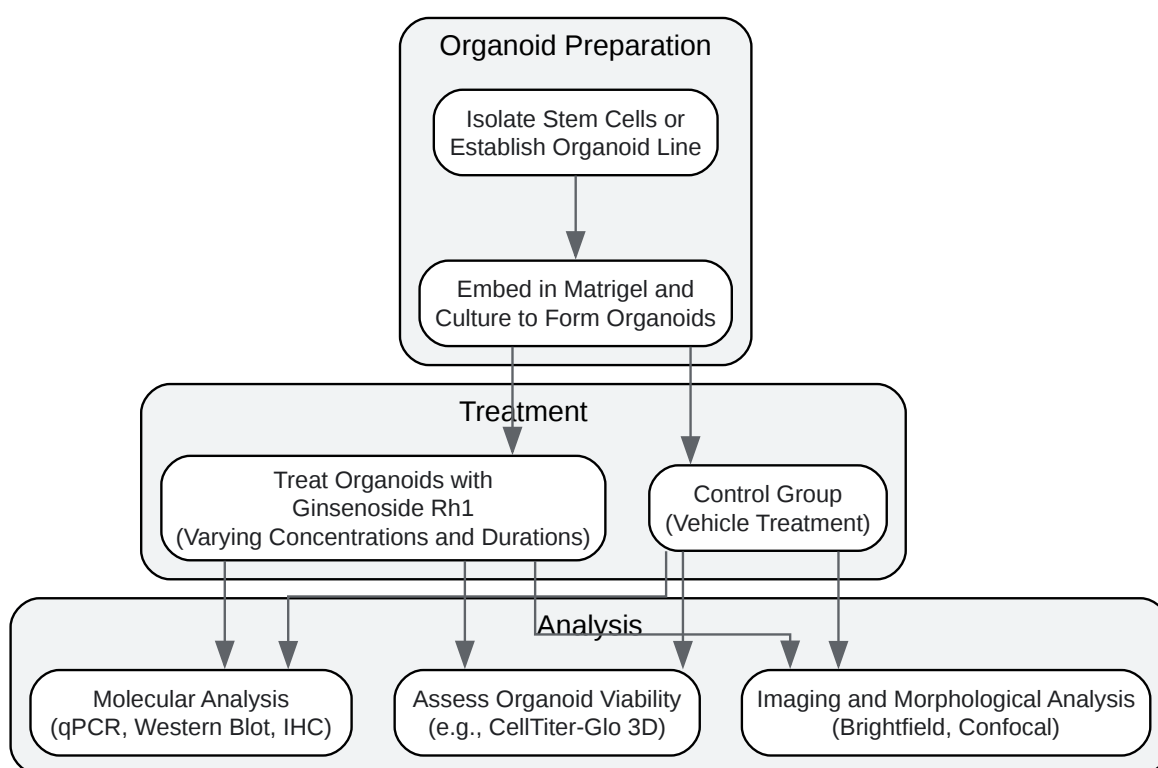 Organoid Preparation
Isolate Stem Cells or
Establish Organoid Line
Embed in Matrigel and
Culture to Form Organoids
Treatment
Treat Organoids with
Ginsenoside Rh1
(Varying Concentrations and Durations)
Control Group
(Vehicle Treatment)
Analysis
Molecular Analysis
(qPCR, Western Blot, IHC)
Assess Organoid Viability
(e.g., CellTiter-Glo 3D)
Imaging and Morphological Analysis
(Brightfield, Confocal)